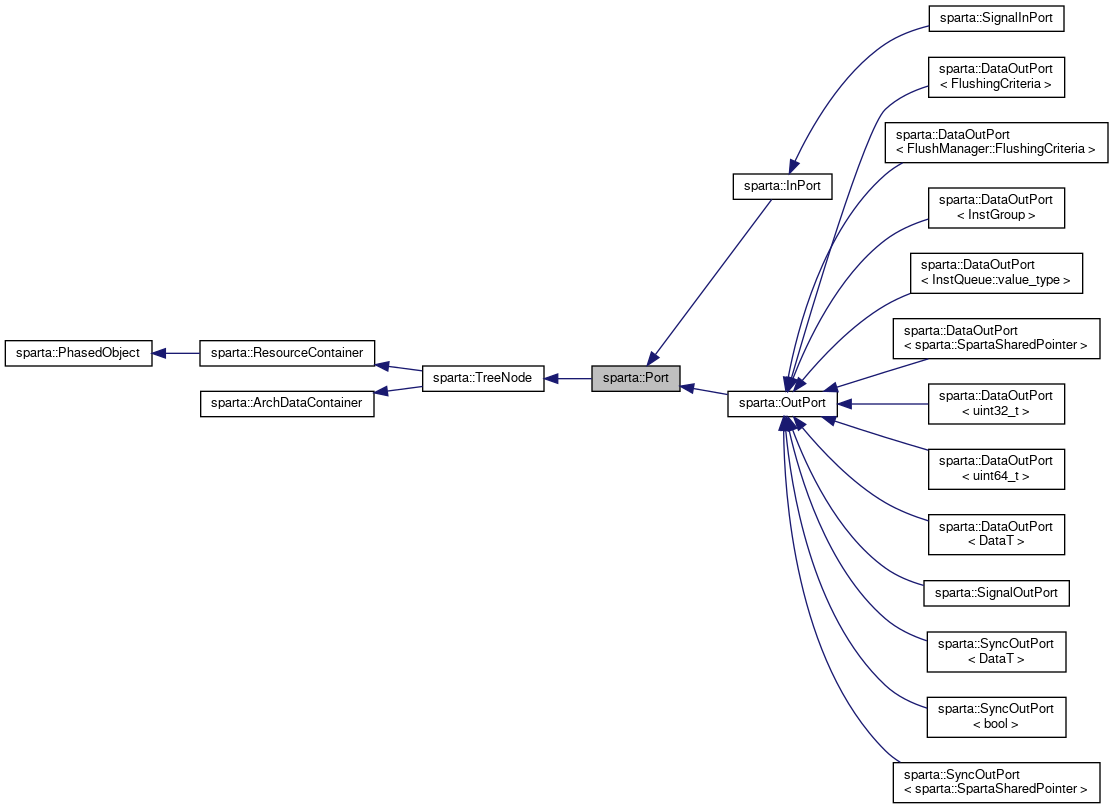 sparta::SignalInPort
sparta::DataOutPort
< FlushingCriteria >
sparta::DataOutPort
< FlushManager::FlushingCriteria >
sparta::InPort
sparta::DataOutPort
< InstGroup >
sparta::DataOutPort
< InstQueue::value_type >
sparta::DataOutPort
< sparta::SpartaSharedPointer >
sparta::PhasedObject
sparta::ResourceContainer
sparta::ArchDataContainer
sparta::TreeNode
sparta::Port
sparta::OutPort
sparta::DataOutPort
< uint32_t >
sparta::DataOutPort
< uint64_t >
sparta::DataOutPort
< DataT >
sparta::SignalOutPort
sparta::SyncOutPort
< DataT >
sparta::SyncOutPort
< bool >
sparta::SyncOutPort
< sparta::SpartaSharedPointer >